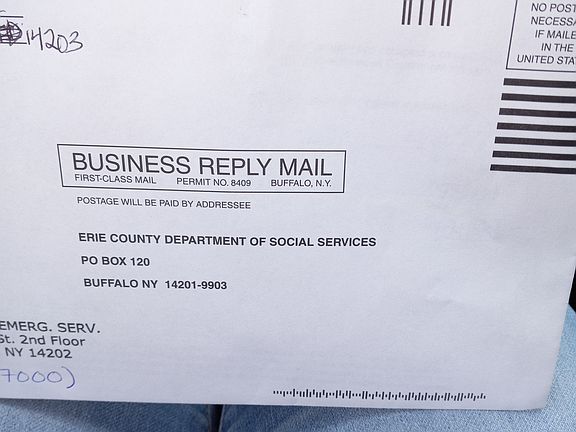 14203
NO POST
NECESSA
IF MAILE
IN THE
UNITED STAT
BUSINESS REPLY MAIL
FIRST-CLASS MAIL PERMIT NO. 8409 BUFFALO, N.Y.
POSTAGE WILL BE PAID BY ADDRESSEE
ERIE COUNTY DEPARTMENT OF SOCIAL SERVICES
PO BOX 120
BUFFALO NY 14201-9903
EMERG. SERV.
St. 2nd Floor
NY 14202
7000)